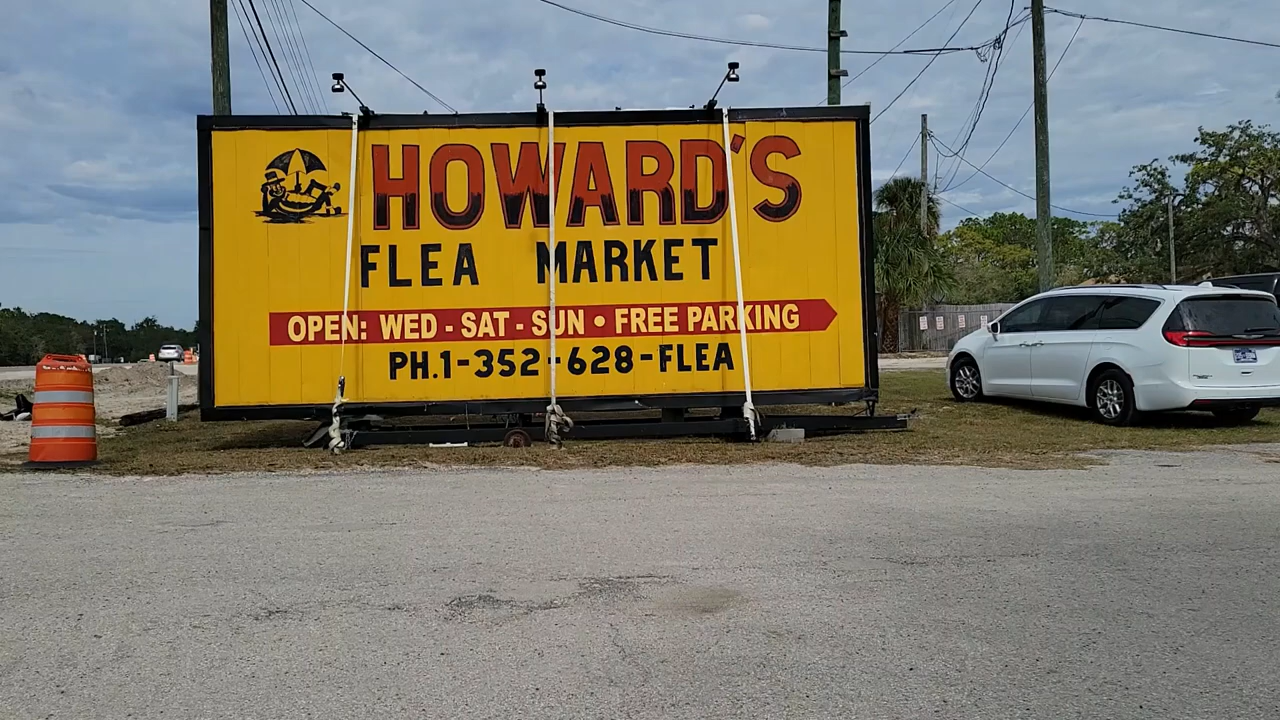 HOWARD'S
FLEA MARKET
OPEN: WED - SAT - SUN • FREE PARKING
PH.1-352-628-FLEA